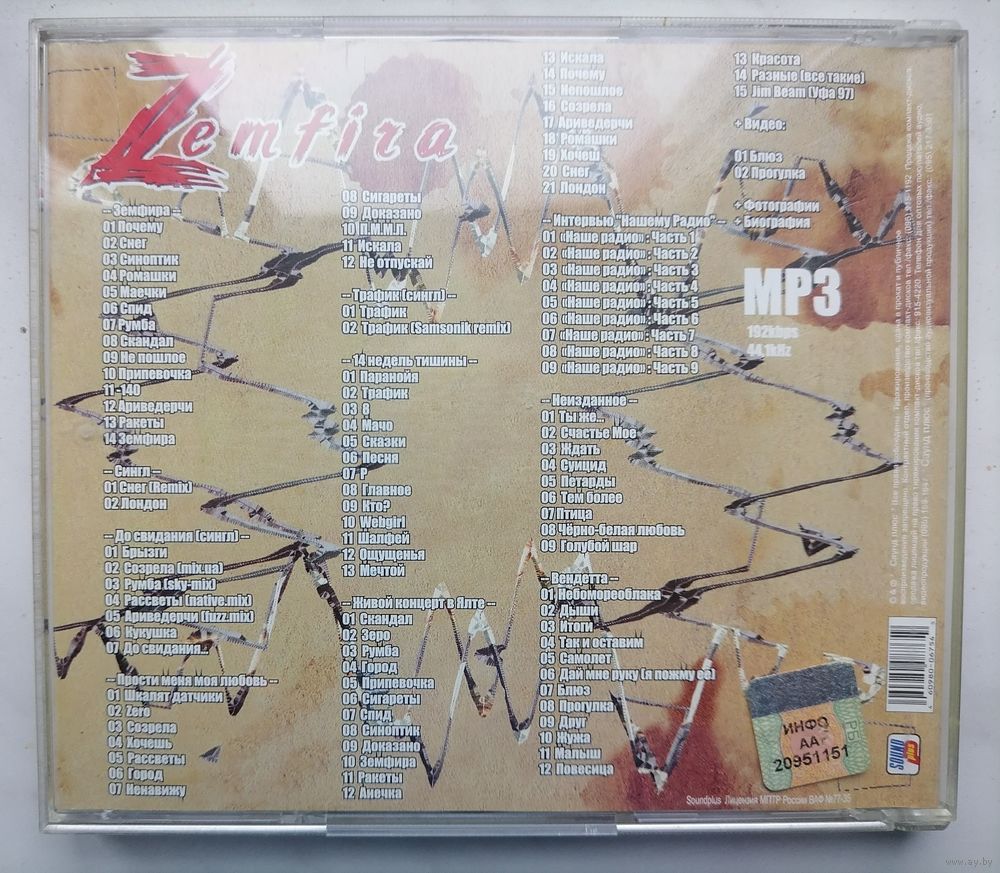 Zemfira
-- Земфира --
01 Почему
02 Снег
03 Синоптик
04 Ромашки
05 Маечки
06 Спид
07 Румба
08 Скандал
09 Не пошлое
10 Припевочка
11 -140
12 Ариведерчи
13 Ракеты
14 Земфира
-- Сингл --
01 Снег (Remix)
02 Лондон
-- До свидания (сингл) --
01 Брызги
02 Созрела (mix.ua)
03 Румба (sky-mix)
04 Рассветы (native.mix)
05 Ариведерчи (fuzz.mix)
06 Кукушка
07 До свидания...
-- Прости меня моя любовь --
01 Шкалят датчики
02 Zero
03 Созрела
04 Хочешь
05 Рассветы
06 Город
07 Ненавижу
08 Сигареты
09 Доказано
10 П.М.М.Л.
11 Искала
12 Не отпускай
-- Трафик (сингл) --
01 Трафик
02 Трафик (Samsonik remix)
-- 14 недель тишины --
01 Паранойя
02 Трафик
03 8
04 Мачо
05 Сказки
06 Песня
07 Р
08 Главное
09 Кто?
10 Webgirl
11 Шалфей
12 Ощущенья
13 Мечтой
-- Живой концерт в Ялте --
01 Скандал
02 Зеро
03 Румба
04 Город
05 Припевочка
06 Сигареты
07 Спид
08 Синоптик
09 Доказано
10 Земфира
11 Ракеты
12 Анечка
13 Искала
14 Почему
15 Непошлое
16 Созрела
17 Ариведерчи
18 Ромашки
19 Хочеш
20 Снег
21 Лондон
-- Интервью "Нашему Радио" --
01 «Наше радио» : Часть 1
02 «Наше радио» : Часть 2
03 «Наше радио» : Часть 3
04 «Наше радио» : Часть 4
05 «Наше радио» : Часть 5
06 «Наше радио» : Часть 6
07 «Наше радио» : Часть 7
08 «Наше радио» : Часть 8
09 «Наше радио» : Часть 9
-- Неизданное --
01 Ты же...
02 Счастье Мое
03 Ждать
04 Суицид
05 Петарды
06 Тем более
07 Птица
08 Чёрно-белая любовь
09 Голубой шар
-- Вендетта --
01 Небомореоблака
02 Дыши
03 Итоги
04 Так и оставим
05 Самолет
06 Дай мне руку (я пожму её)
07 Блюз
08 Прогулка
09 Друг
10 Жужа
11 Малыш
12 Повесица
13 Красота
14 Разные (все такие)
15 Jim Beam (Уфа 97)
+ Видео:
01 Блюз
02 Прогулка
+ Фотографии
+ Биография
MP3
192kbps
44,1kHz
ИНФО
ААг
20951151
SOUND
plus
Soundplus Лицензия МПТР России ВАФ №77-35
www.ay.by